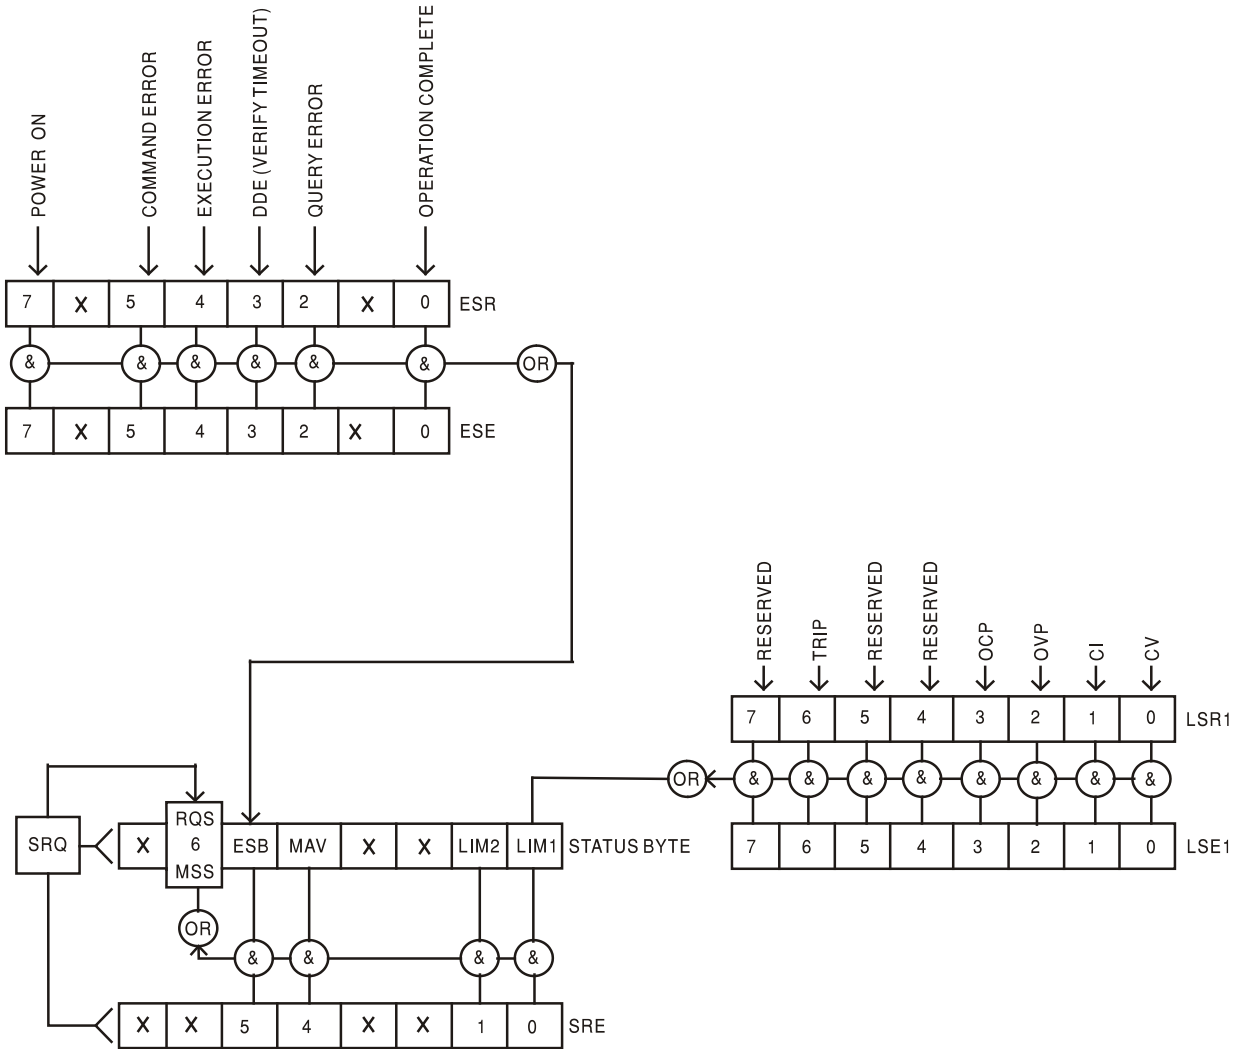 POWER ON
COMMAND ERROR
EXECUTION ERROR
DDE (VERIFY TIMEOUT)
QUERY ERROR
OPERATION COMPLETE
7 X 5 4 3 2 X 0 ESR
& & & & & & OR
7 X 5 4 3 2 X 0 ESE
RESERVED
TRIP
RESERVED
RESERVED
OCP
OVP
CI
CV
7 6 5 4 3 2 1 0 LSR1
OR & & & & & & & &
7 6 5 4 3 2 1 0 LSE1
SRQ
X
RQS
6
MSS
ESB MAV X X LIM2 LIM1 STATUS BYTE
OR
& & & &
X X 5 4 X X 1 0 SRE